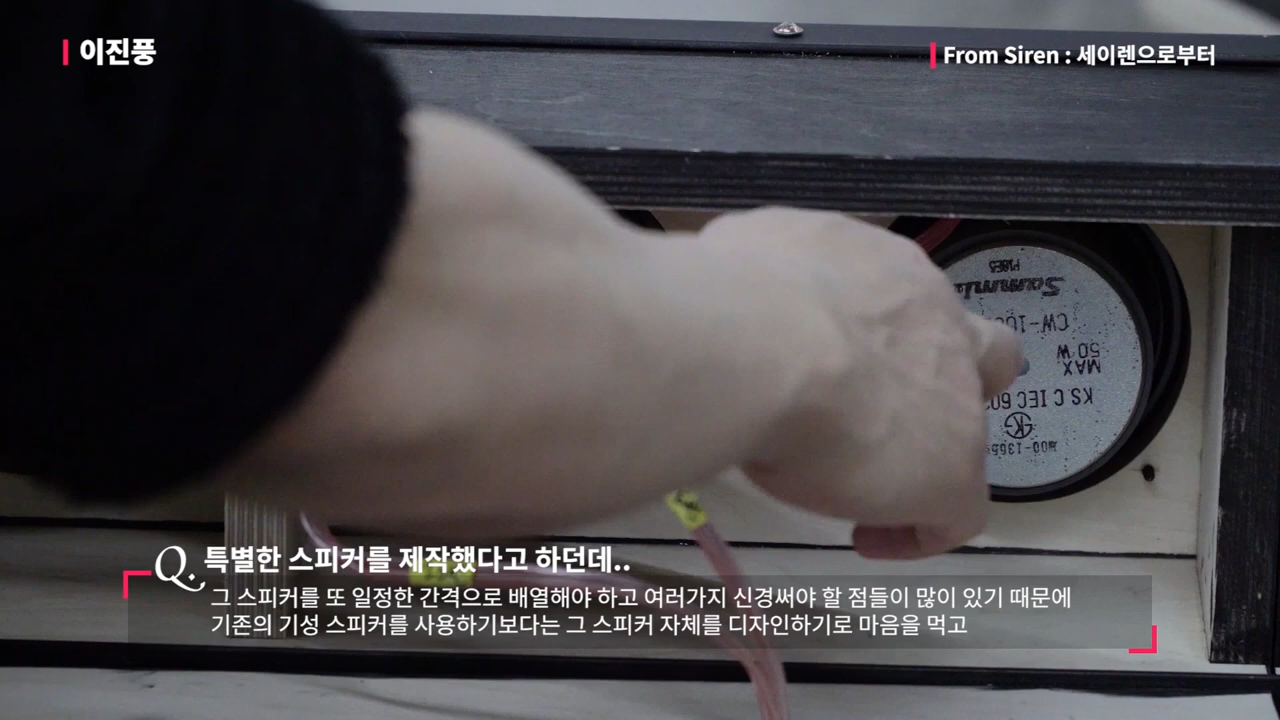 이진풍
From Siren : 세이렌으로부터
MAX
50 W
KS C IEC
Q. 특별한 스피커를 제작했다고 하던데..
그 스피커를 또 일정한 간격으로 배열해야 하고 여러가지 신경써야 할 점들이 많이 있기 때문에
기존의 기성 스피커를 사용하기보다는 그 스피커 자체를 디자인하기로 마음을 먹고